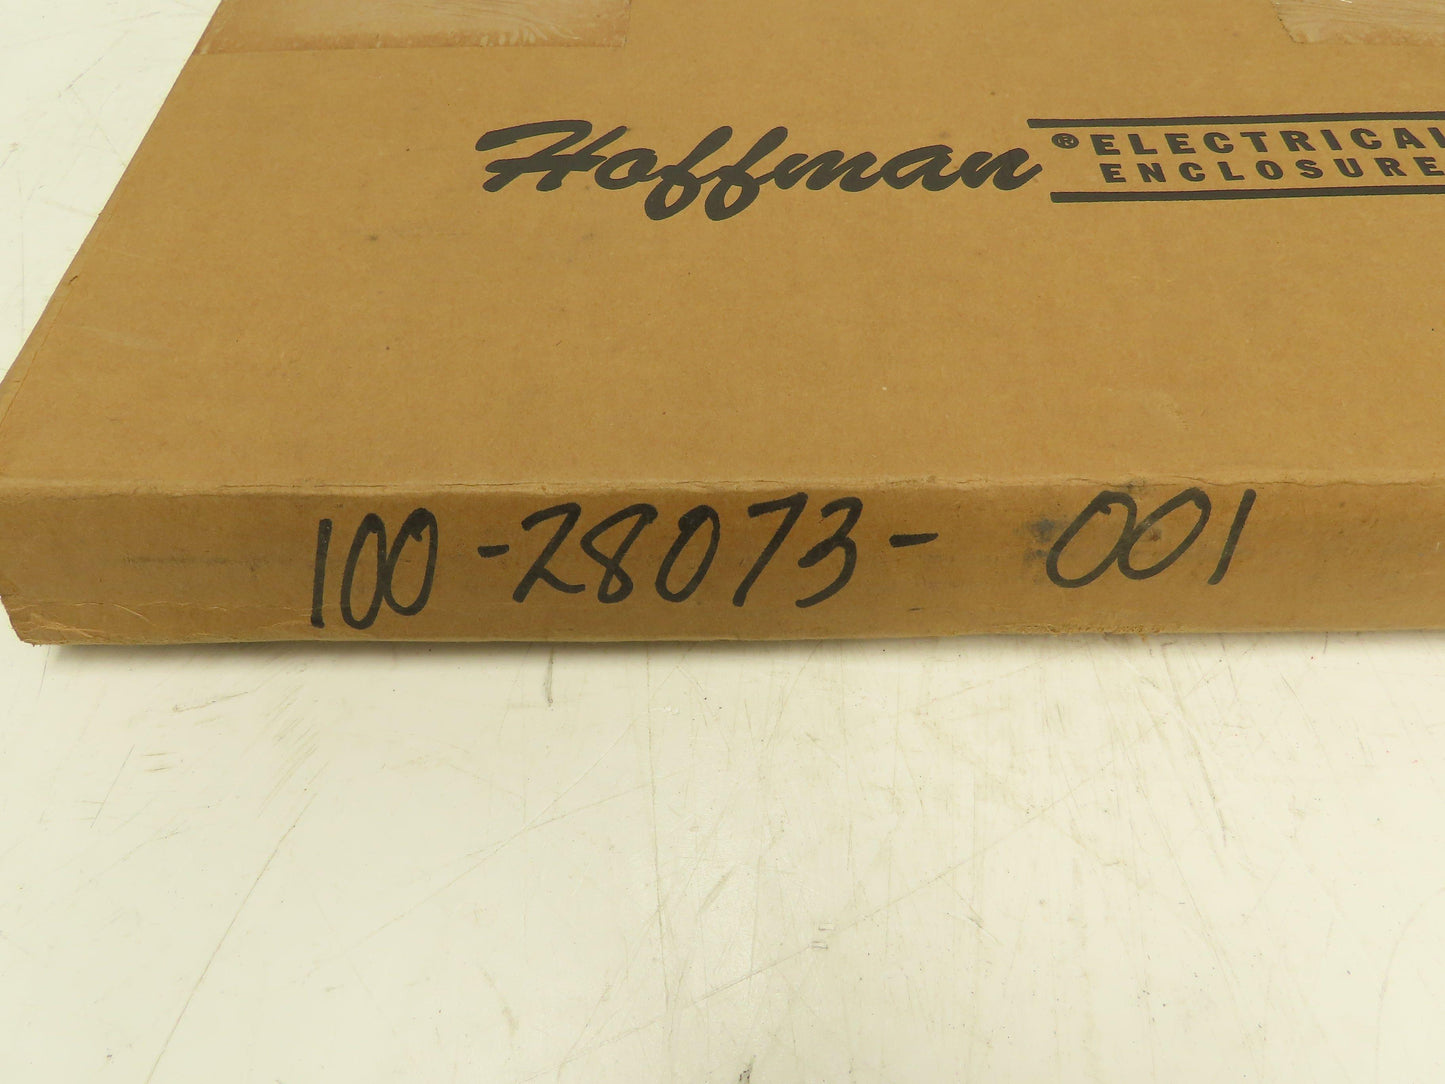 Hoffman® ELECTRICAL
ENCLOSURE
100-28073-001